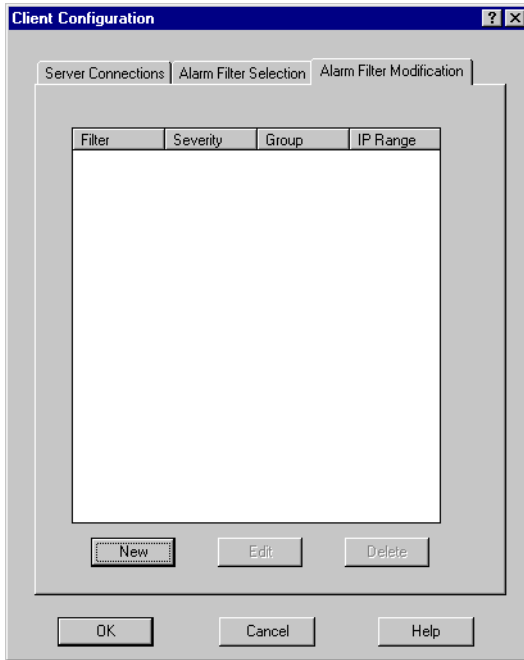 Client Configuration ? X
Server Connections Alarm Filter Selection Alarm Filter Modification
Filter Severity Group IP Range
New Edit Delete
OK Cancel Help